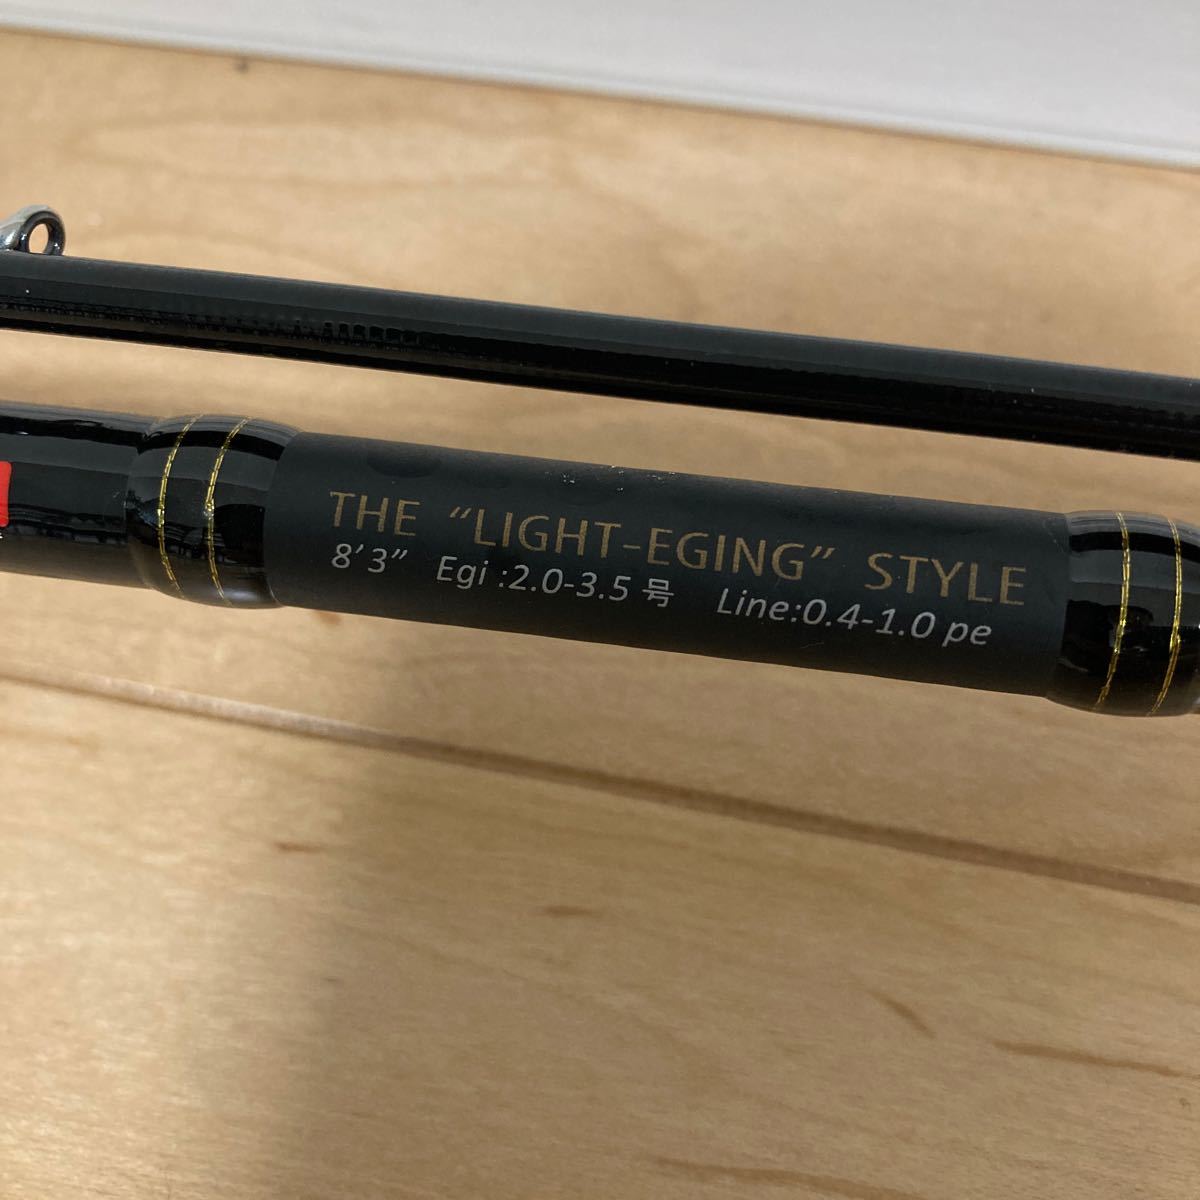 THE “LIGHT-EGING” STYLE
8’3” Egi :2.0-3.5号 Line:0.4-1.0 pe